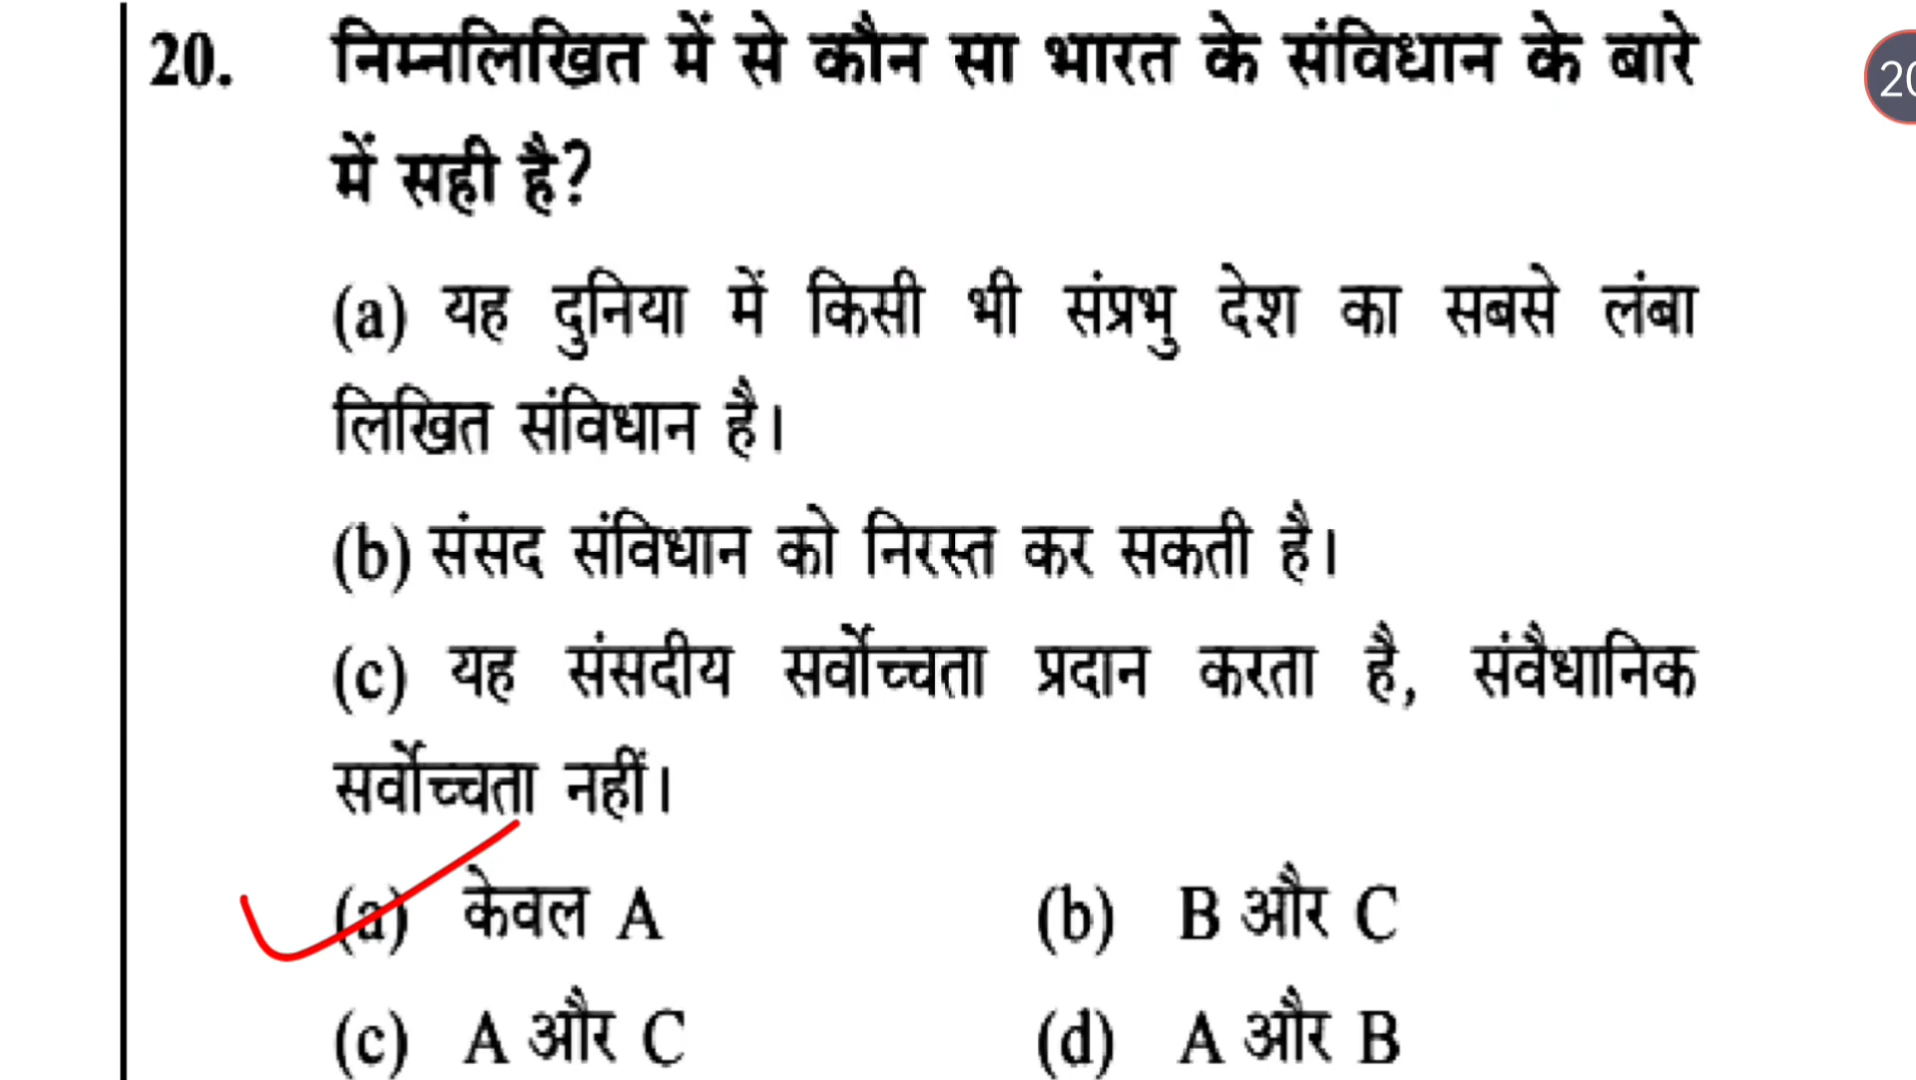 20. निम्नलिखित में से कौन सा भारत के संविधान के बारे
में सही है?
(a) यह दुनिया में किसी भी संप्रभु देश का सबसे लंबा
लिखित संविधान है।
(b) संसद संविधान को निरस्त कर सकती है।
(c) यह संसदीय सर्वोच्चता प्रदान करता है, संवैधानिक
सर्वोच्चता नहीं।
(a) केवल A (b) B और C
(c) A और C (d) A और B
20